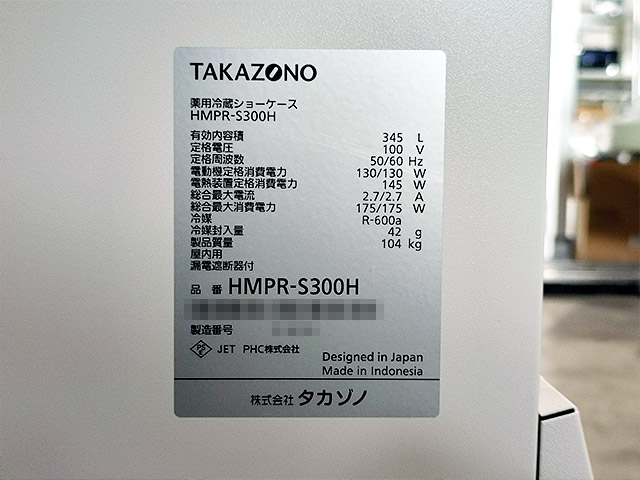 TAKAZONO
薬用冷蔵ショーケース
HMPR-S300H
有効内容積 345 L
定格電圧 100 V
定格周波数 50/60 Hz
電動機定格消費電力 130/130 W
電熱装置定格消費電力 145 W
総合最大電流 2.7/2.7 A
総合最大消費電力 175/175 W
冷媒 R-600a
冷媒封入量 42 g
製品質量 104 kg
屋内用
漏電遮断器付
品番 HMPR-S300H
製造番号
PS E JET PHC株式会社
Designed in Japan
Made in Indonesia
株式会社 タカゾノ